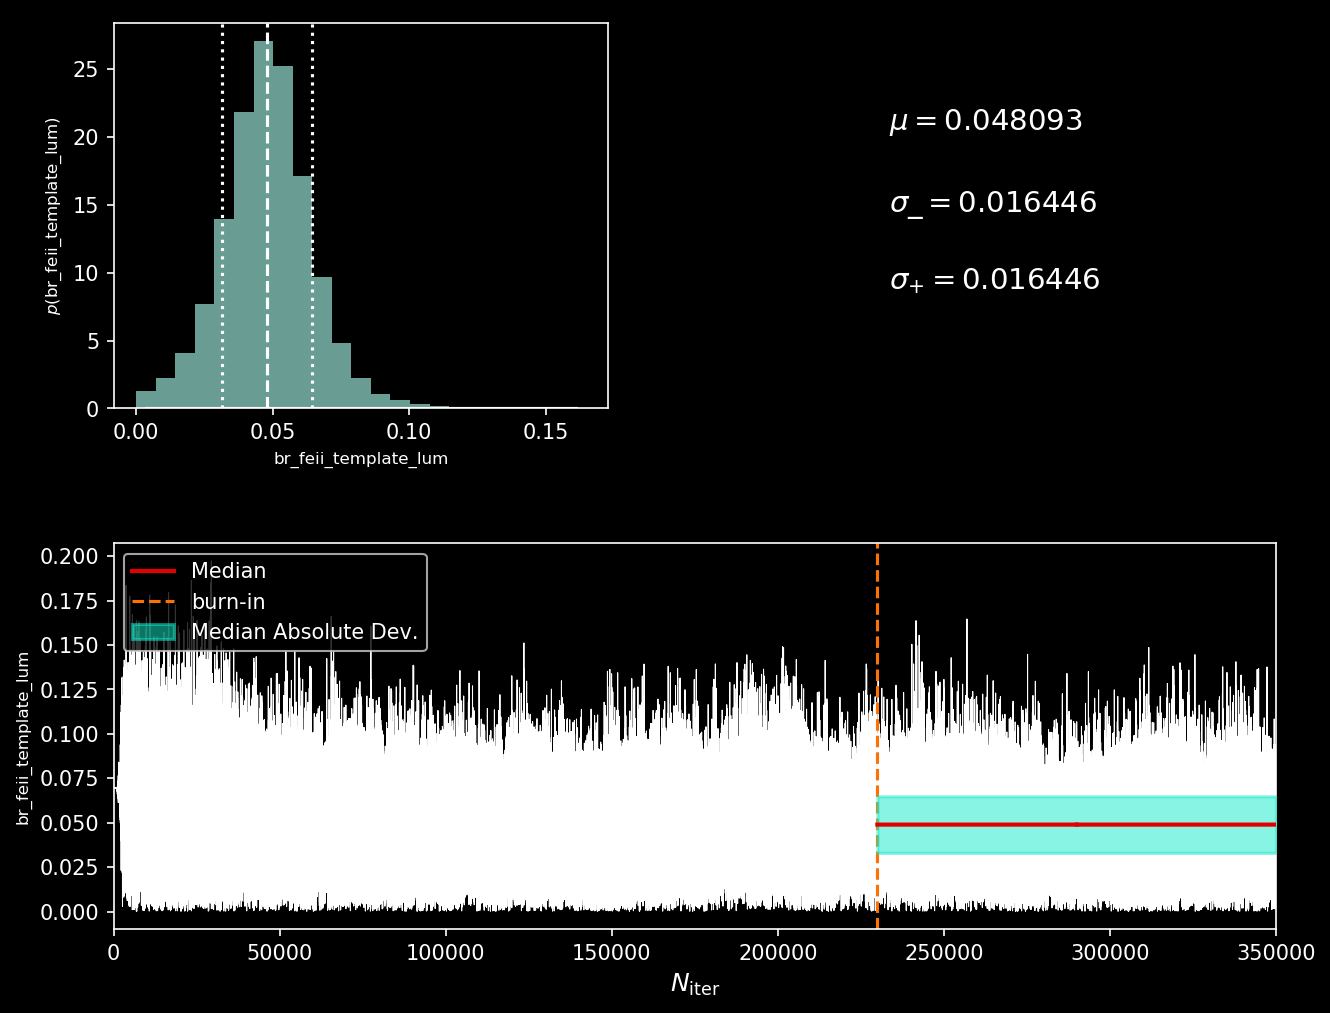 25
20
15
10
5
0
p(br_feii_template_lum)
0.00 0.05 0.10 0.15
br_feii_template_lum
μ = 0.048093
σ_ = 0.016446
σ+ = 0.016446
0.200
0.175
0.150
0.125
0.100
0.075
0.050
0.025
0.000
br_feii_template_lum
Median
burn-in
Median Absolute Dev.
0 50000 100000 150000 200000 250000 300000 350000
Niter